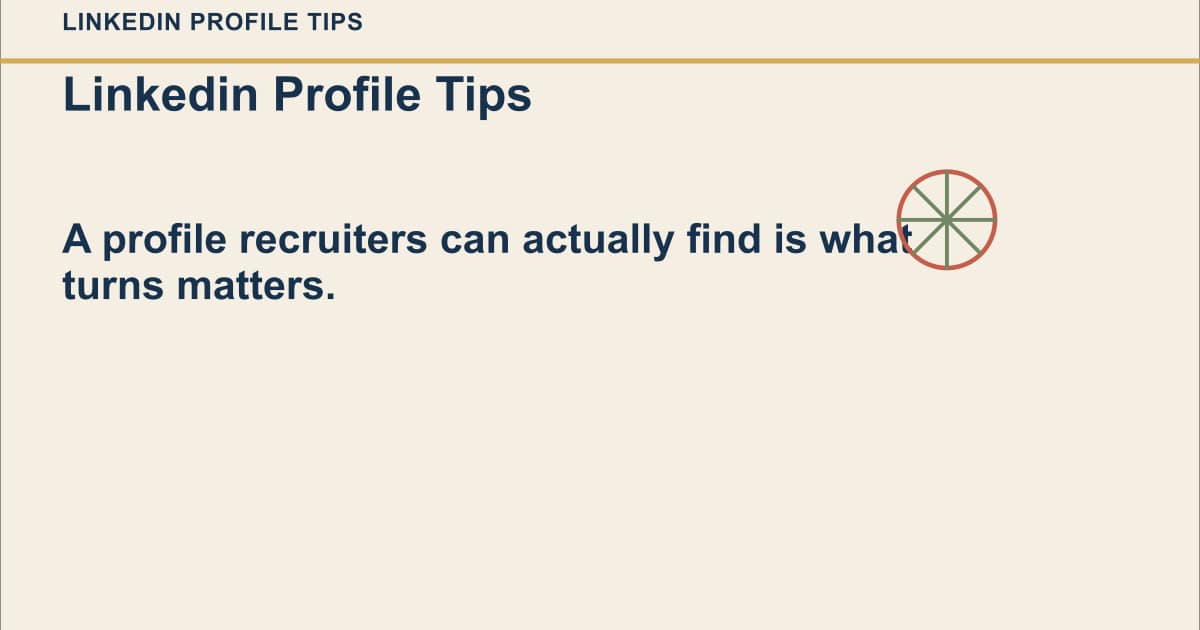 LINKEDIN PROFILE TIPS
Linkedin Profile Tips
A profile recruiters can actually find is what
turns matters.